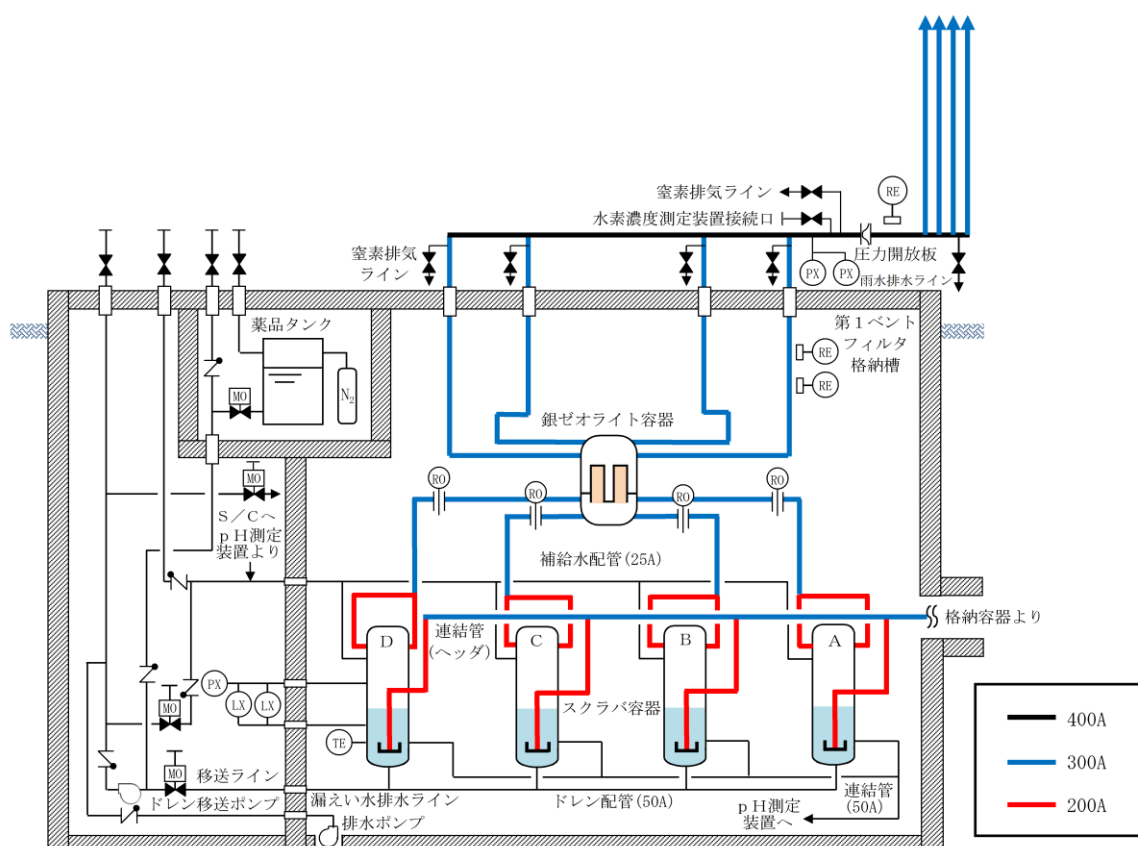 窒素排気ライン
RE
水素濃度測定装置接続口
窒素排気
ライン
圧力開放板
PX
PX
雨水排水ライン
薬品タンク
第１ベント
フィルタ
格納槽
RE
RE
MO
N2
銀ゼオライト容器
MO
RO
RO
RO
RO
Ｓ／Ｃへ
ｐＨ測定
装置より
補給水配管(25A)
格納容器より
連結管
(ヘッダ)
D
C
B
A
PX
LX
LX
MO
スクラバ容器
TE
MO
移送ライン
ドレン移送ポンプ
漏えい水排水ライン
排水ポンプ
ドレン配管(50A)
ｐＨ測定
装置へ
連結管
(50A)
400A
300A
200A